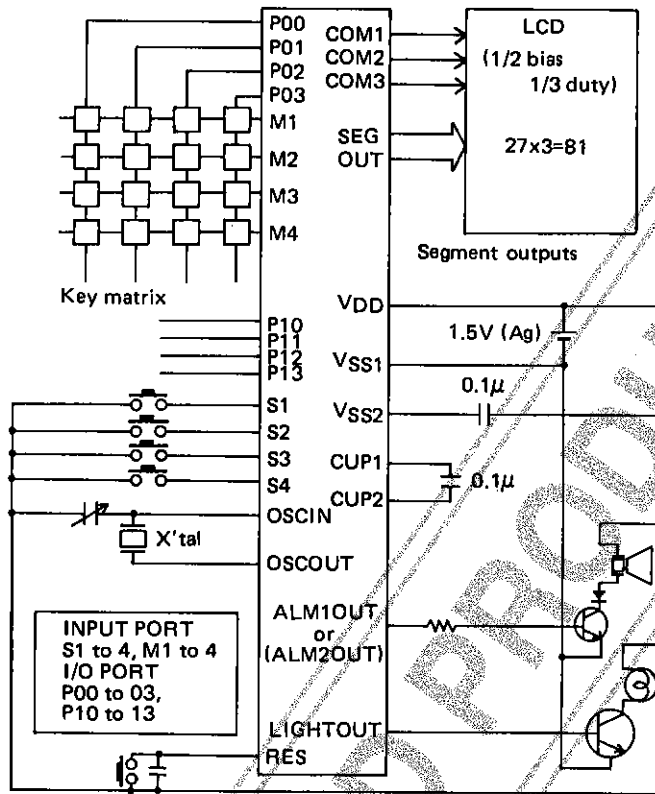 P00
P01
P02
P03
M1
M2
M3
M4
Key matrix
P10
P11
P12
P13
S1
S2
S3
S4
OSCIN
X'tal
OSCOUT
INPUT PORT
S1 to 4, M1 to 4
I/O PORT
P00 to 03,
P10 to 13
RES
COM1
COM2
COM3
SEG
OUT
LCD
(1/2 bias
1/3 duty)
27x3=81
Segment outputs
VDD
1.5V (Ag)
VSS1
0.1μ
VSS2
CUP1
0.1μ
CUP2
ALM1OUT
or
(ALM2OUT)
LIGHTOUT